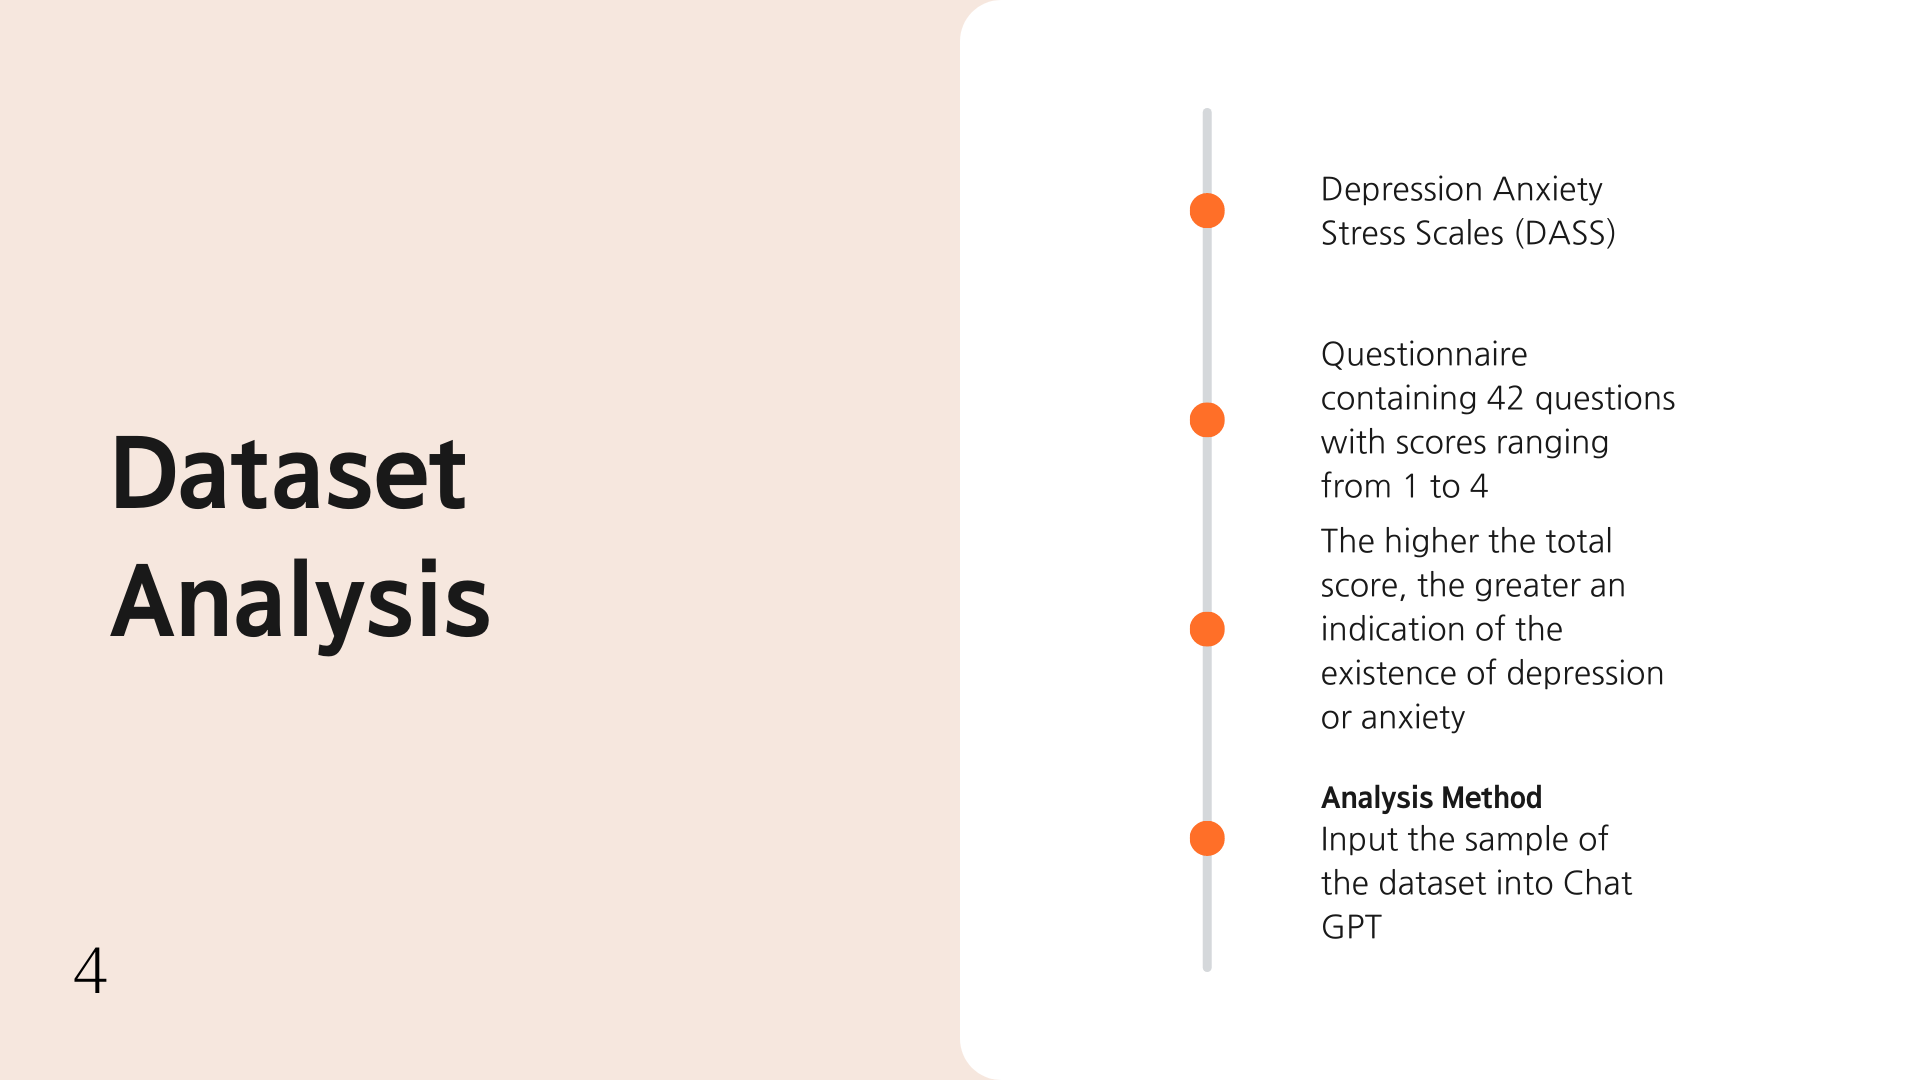 Dataset
Analysis
4
Depression Anxiety
Stress Scales (DASS)
Questionnaire
containing 42 questions
with scores ranging
from 1 to 4
The higher the total
score, the greater an
indication of the
existence of depression
or anxiety
Analysis Method
Input the sample of
the dataset into Chat
GPT